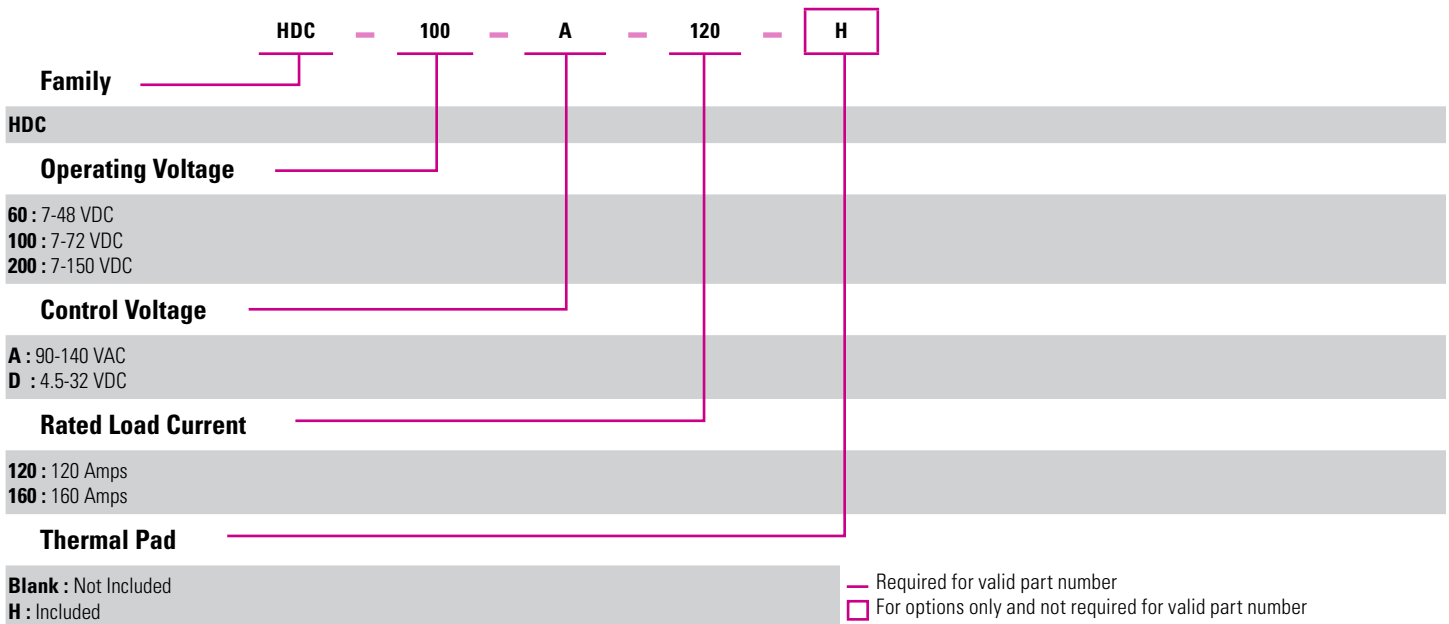 HDC – 100 – A – 120 – H
Family
HDC
Operating Voltage
60 : 7-48 VDC
100 : 7-72 VDC
200 : 7-150 VDC
Control Voltage
A : 90-140 VAC
D : 4.5-32 VDC
Rated Load Current
120 : 120 Amps
160 : 160 Amps
Thermal Pad
Blank : Not Included
H : Included
Required for valid part number
For options only and not required for valid part number